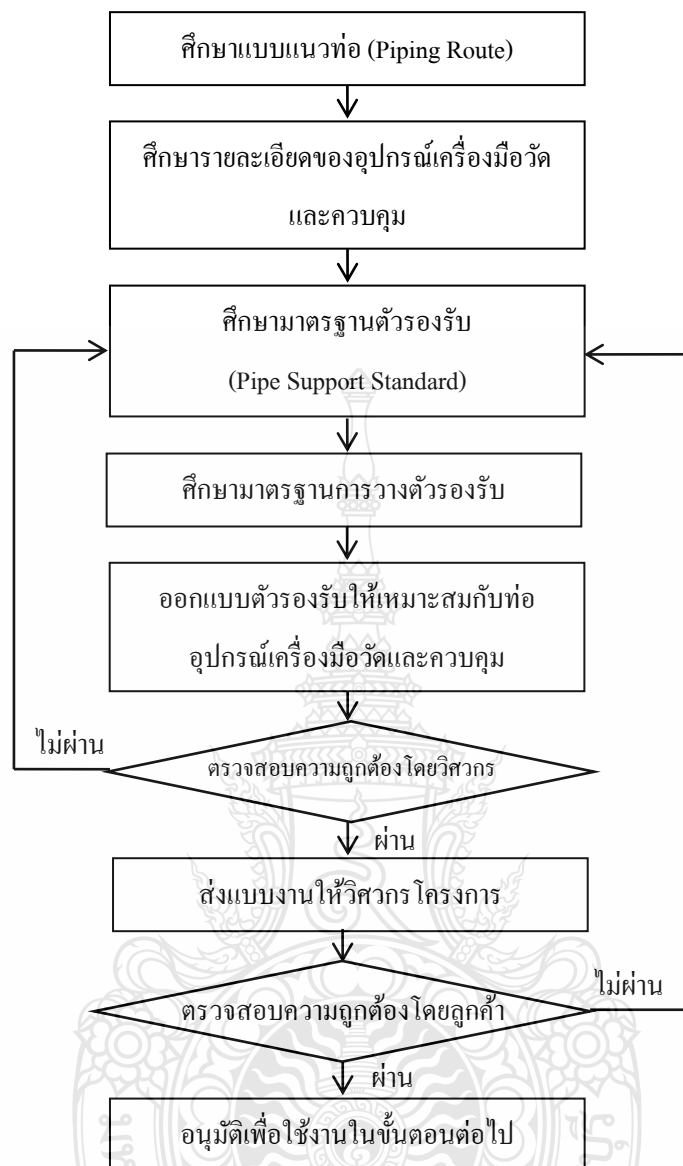 ศึกษาแบบแนวท่อ (Piping Route)
ศึกษารายละเอียดของอุปกรณ์เครื่องมือวัด
และควบคุม
ศึกษามาตรฐานตัวรองรับ
(Pipe Support Standard)
ศึกษามาตรฐานการวางตัวรองรับ
ออกแบบตัวรองรับให้เหมาะสมกับท่อ
อุปกรณ์เครื่องมือวัดและควบคุม
ไม่ผ่าน
ตรวจสอบความถูกต้องโดยวิศวกร
ผ่าน
ส่งแบบงานให้วิศวกรโครงการ
ไม่ผ่าน
ตรวจสอบความถูกต้องโดยลูกค้า
ผ่าน
อนุมัติเพื่อใช้งานในขั้นตอนต่อไป